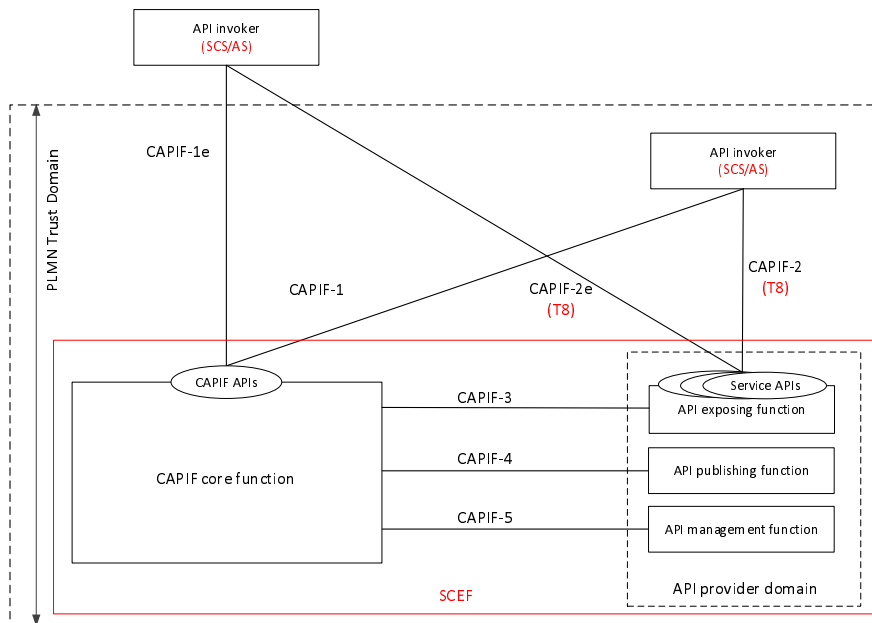 API invoker
(SCS/AS)
CAPIF-1e
PLMN Trust Domain
API invoker
(SCS/AS)
CAPIF-1
CAPIF-2e
(T8)
CAPIF-2
(T8)
CAPIF APIs
Service APIs
CAPIF-3
API exposing function
CAPIF core function
CAPIF-4
API publishing function
CAPIF-5
API management function
API provider domain
SCEF